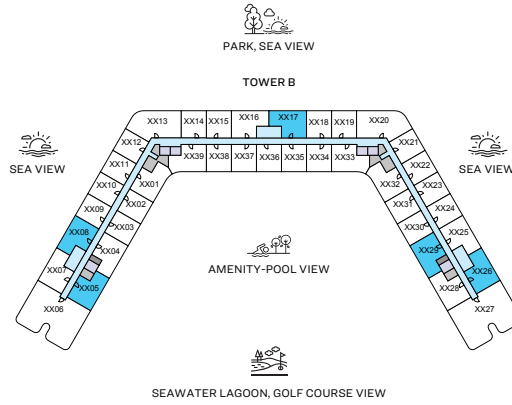 PARK, SEA VIEW
TOWER B
XX13
XX14
XX15
XX16
XX17
XX18
XX19
XX20
XX12
XX39
XX38
XX37
XX36
XX35
XX34
XX33
XX21
SEA VIEW
XX11
XX01
XX32
XX22
SEA VIEW
XX10
XX02
XX31
XX23
XX09
XX03
XX30
XX24
XX08
XX04
XX29
XX25
XX07
XX05
AMENITY-POOL VIEW
XX28
XX26
XX06
XX27
SEAWATER LAGOON, GOLF COURSE VIEW